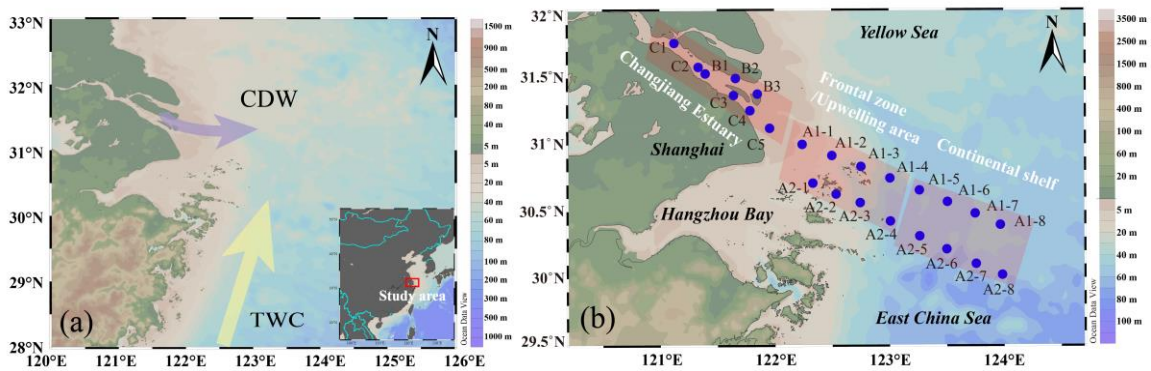 33°N
32°N
31°N
30°N
29°N
28°N
120°E
121°E
122°E
123°E
124°E
125°E
126°E
N
CDW
TWC
(a)
Study area
1500 m
900 m
500 m
200 m
40 m
5 m
5 m
20 m
40 m
60 m
80 m
100 m
200 m
500 m
1000 m
Ocean Data View
32°N
31.5°N
31°N
30.5°N
30°N
29.5°N
121°E
122°E
123°E
124°E
N
Yellow Sea
C1
C2
B1
B2
B3
C3
C4
C5
Changjiang Estuary
Frontal zone
/Upwelling area
Continental shelf
Shanghai
A1-1
A1-2
A1-3
A1-4
A1-5
A1-6
A1-7
A1-8
A2-1
A2-2
A2-3
A2-4
A2-5
A2-6
A2-7
A2-8
Hangzhou Bay
East China Sea
(b)
3500 m
2500 m
1500 m
800 m
400 m
200 m
60 m
5 m
5 m
20 m
40 m
60 m
80 m
100 m
Ocean Data View